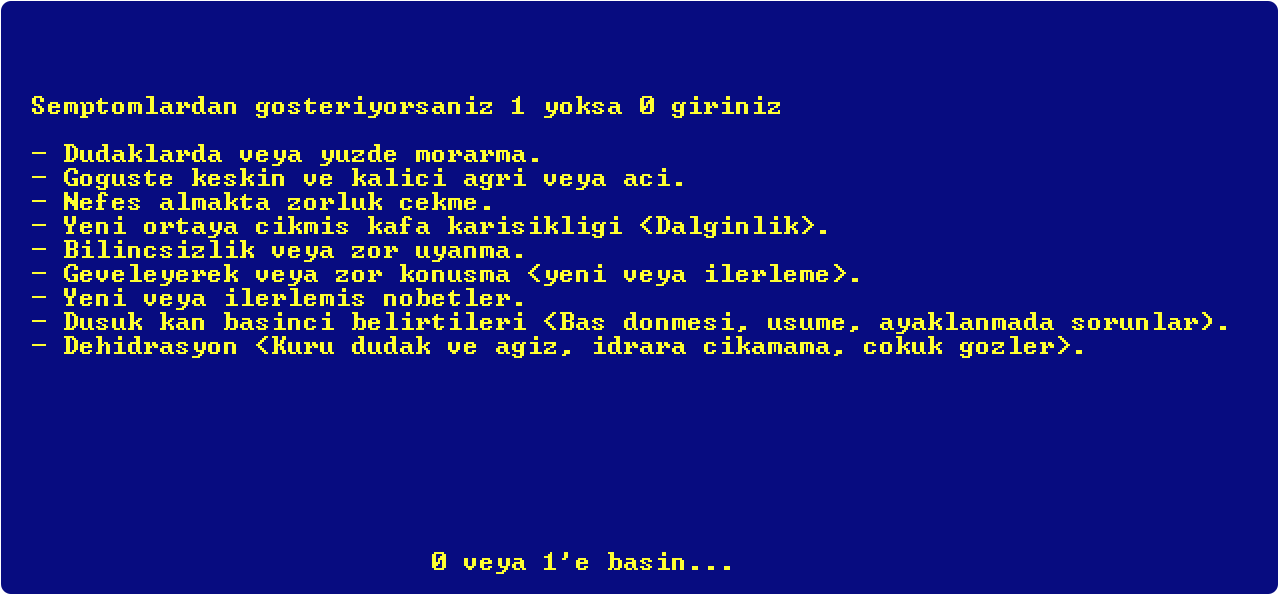 Semptomlardan gosteriyorsaniz 1 yoksa 0 giriniz
- Dudaklarda veya yuzde morarma.
- Goguste keskin ve kalici agri veya aci.
- Nefes almakta zorluk cekme.
- Yeni ortaya cikmis kafa karisikligi <Dalginlik>.
- Bilincsizlik veya zor uyanma.
- Geveleyerek veya zor konusma <yeni veya ilerleme>.
- Yeni veya ilerlemis nobetler.
- Dusuk kan basinci belirtileri <Bas donmesi, usume, ayaklanmada sorunlar>.
- Dehidrasyon <Kuru dudak ve agiz, idrara cikamama, cokuk gozler>.
0 veya 1'e basin...